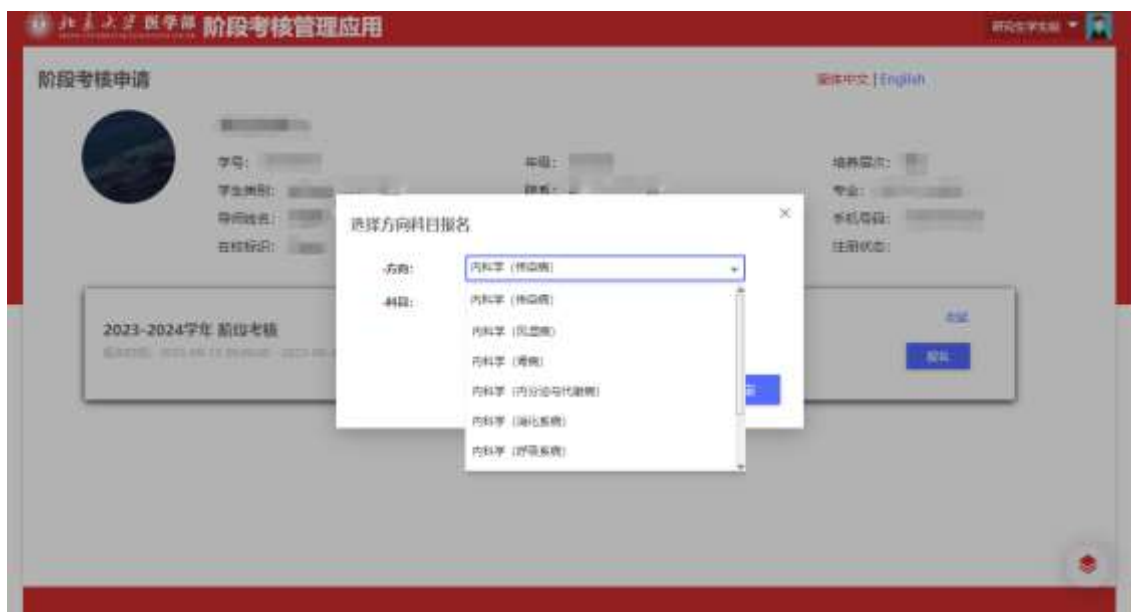 北京大学医学部 阶段考核管理应用
阶段考核申请
简体中文 | English
学号: 年级: 培养层次:
学生类别: 院系: 专业:
导师姓名: 手机号码:
在校标识: 注册状态:
选择方向科目报名 ×
方向: 内科学（传染病）
科目:
内科学（传染病）
内科学（风湿病）
内科学（肾病）
内科学（内分泌与代谢病）
内科学（消化系病）
内科学（呼吸系病）
2023-2024学年 阶段考核
报名